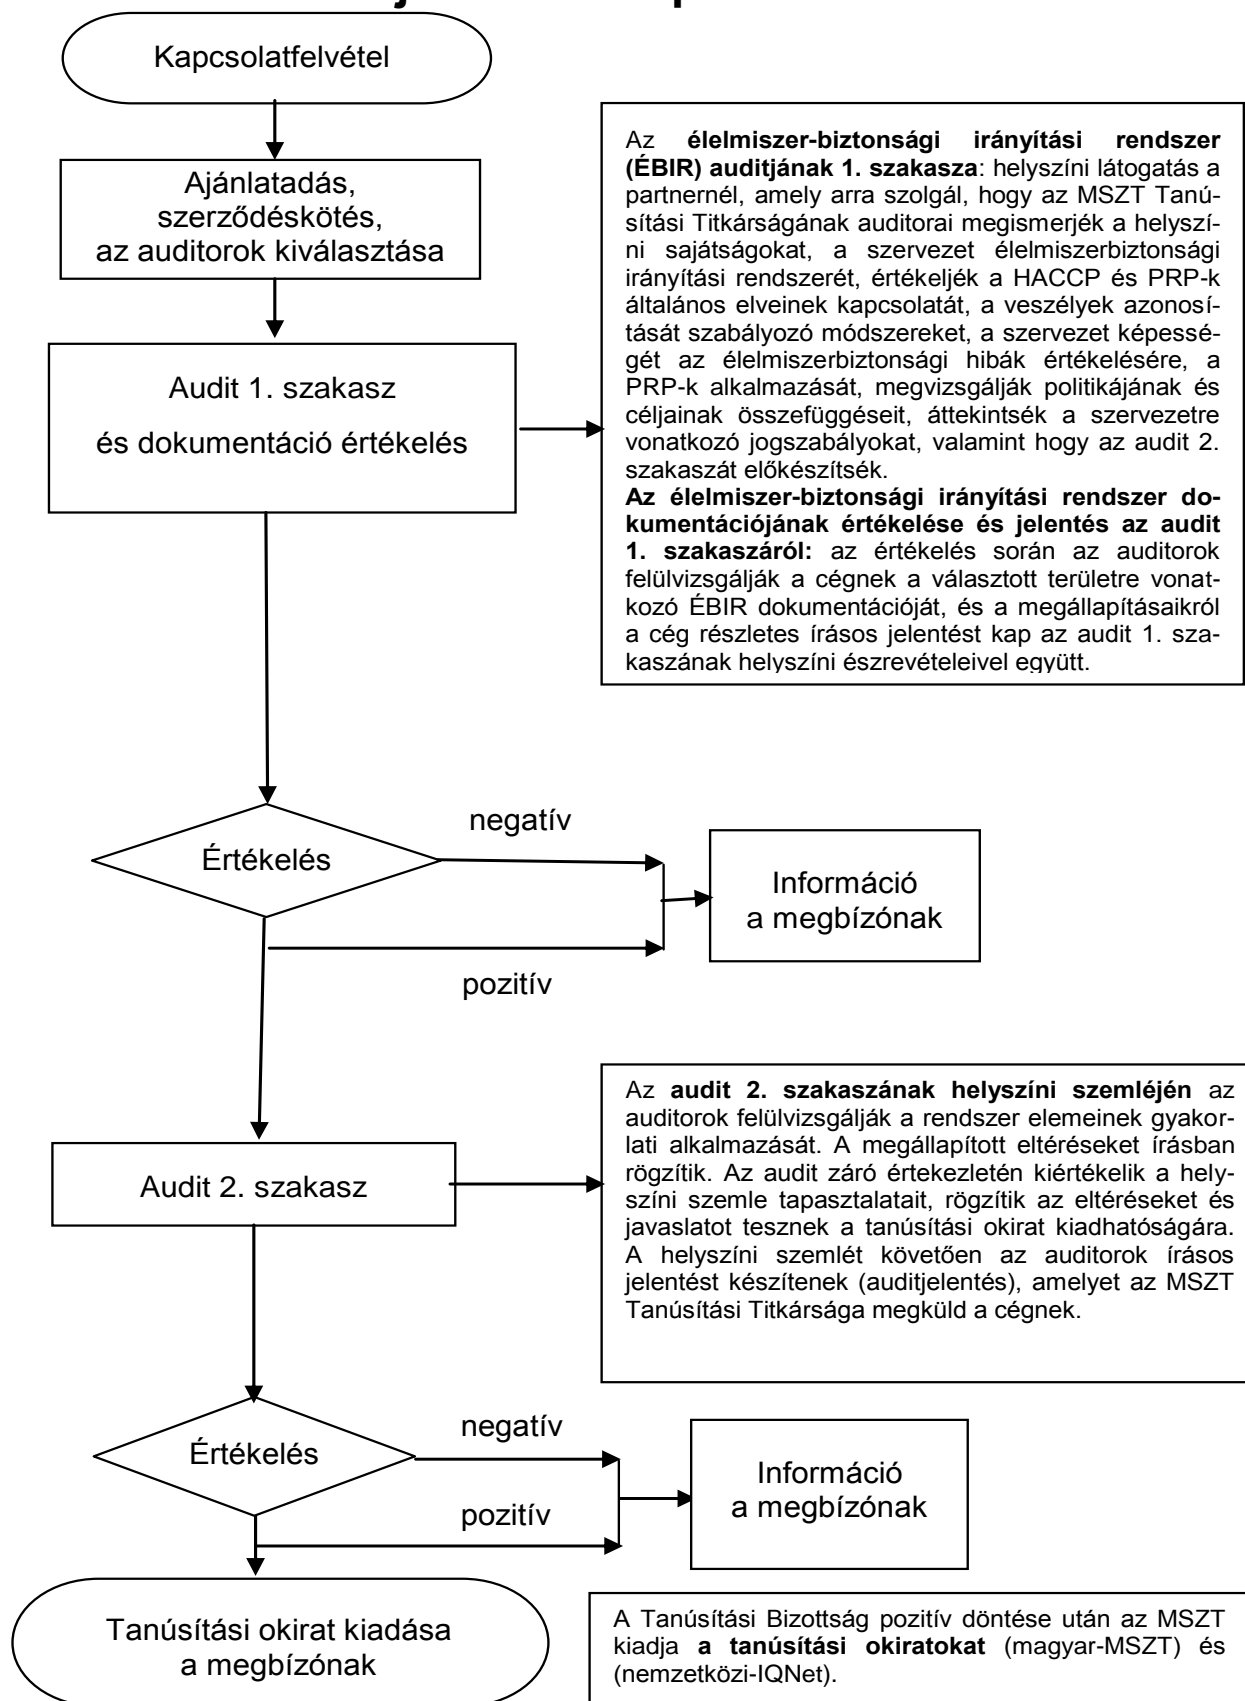 Kapcsolatfelvétel
Ajánlatadás,
szerződéskötés,
az auditorok kiválasztása
Audit 1. szakasz
és dokumentáció értékelés
Az élelmiszer-biztonsági irányítási rendszer
(ÉBIR) auditjának 1. szakasza: helyszíni látogatás a
partnernél, amely arra szolgál, hogy az MSZT Tanú-
sítási Titkárságának auditorai megismerjék a helyszí-
ni sajátságokat, a szervezet élelmiszerbiztonsági
irányítási rendszerét, értékeljék a HACCP és PRP-k
általános elveinek kapcsolatát, a veszélyek azonosí-
tását szabályozó módszereket, a szervezet képessé-
gét az élelmiszerbiztonsági hibák értékelésére, a
PRP-k alkalmazását, megvizsgálják politikájának és
céljainak összefüggéseit, áttekintsék a szervezetre
vonatkozó jogszabályokat, valamint hogy az audit 2.
szakaszát előkészítsék.
Az élelmiszer-biztonsági irányítási rendszer do-
kumentációjának értékelése és jelentés az audit
1. szakaszáról: az értékelés során az auditorok
felülvizsgálják a cégnek a választott területre vonat-
kozó ÉBIR dokumentációját, és a megállapításaikról
a cég részletes írásos jelentést kap az audit 1. sza-
kaszának helyszíni észrevételeivel együtt.
negatív
Értékelés
Információ
a megbízónak
pozitív
Audit 2. szakasz
Az audit 2. szakaszának helyszíni szemléjén az
auditorok felülvizsgálják a rendszer elemeinek gyakor-
lati alkalmazását. A megállapított eltéréseket írásban
rögzítik. Az audit záró értekezletén kiértékelik a hely-
színi szemle tapasztalatait, rögzítik az eltéréseket és
javaslatot tesznek a tanúsítási okirat kiadhatóságára.
A helyszíni szemlét követően az auditorok írásos
jelentést készítenek (auditjelentés), amelyet az MSZT
Tanúsítási Titkársága megküld a cégnek.
negatív
Értékelés
Információ
a megbízónak
pozitív
Tanúsítási okirat kiadása
a megbízónak
A Tanúsítási Bizottság pozitív döntése után az MSZT
kiadja a tanúsítási okiratokat (magyar-MSZT) és
(nemzetközi-IQNet).